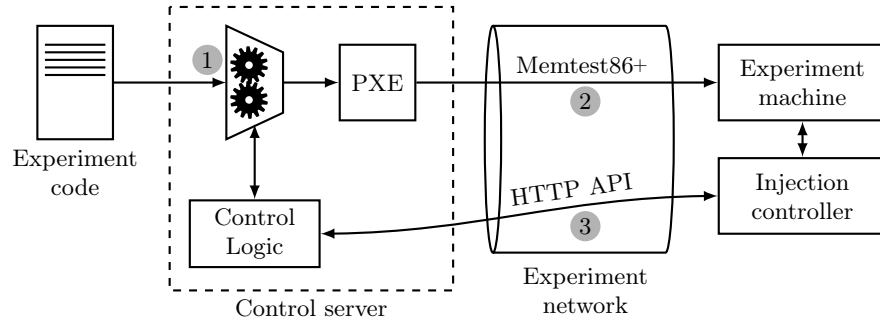 Experiment
code
1
PXE
Control
Logic
Control server
Memtest86+
2
HTTP API
3
Experiment
network
Experiment
machine
Injection
controller